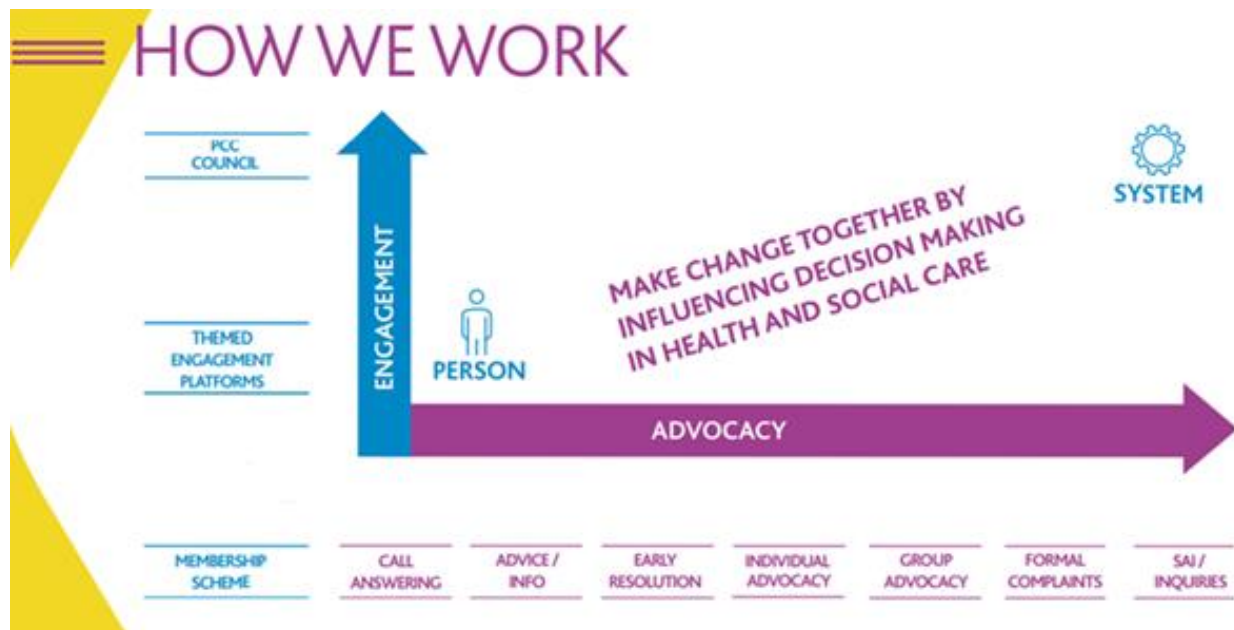 HOW WE WORK
PCC
COUNCIL
SYSTEM
MAKE CHANGE TOGETHER BY
INFLUENCING DECISION MAKING
IN HEALTH AND SOCIAL CARE
ENGAGEMENT
THEMED
ENGAGEMENT
PLATFORMS
PERSON
ADVOCACY
MEMBERSHIP
SCHEME
CALL
ANSWERING
ADVICE /
INFO
EARLY
RESOLUTION
INDIVIDUAL
ADVOCACY
GROUP
ADVOCACY
FORMAL
COMPLAINTS
SAI /
INQUIRIES